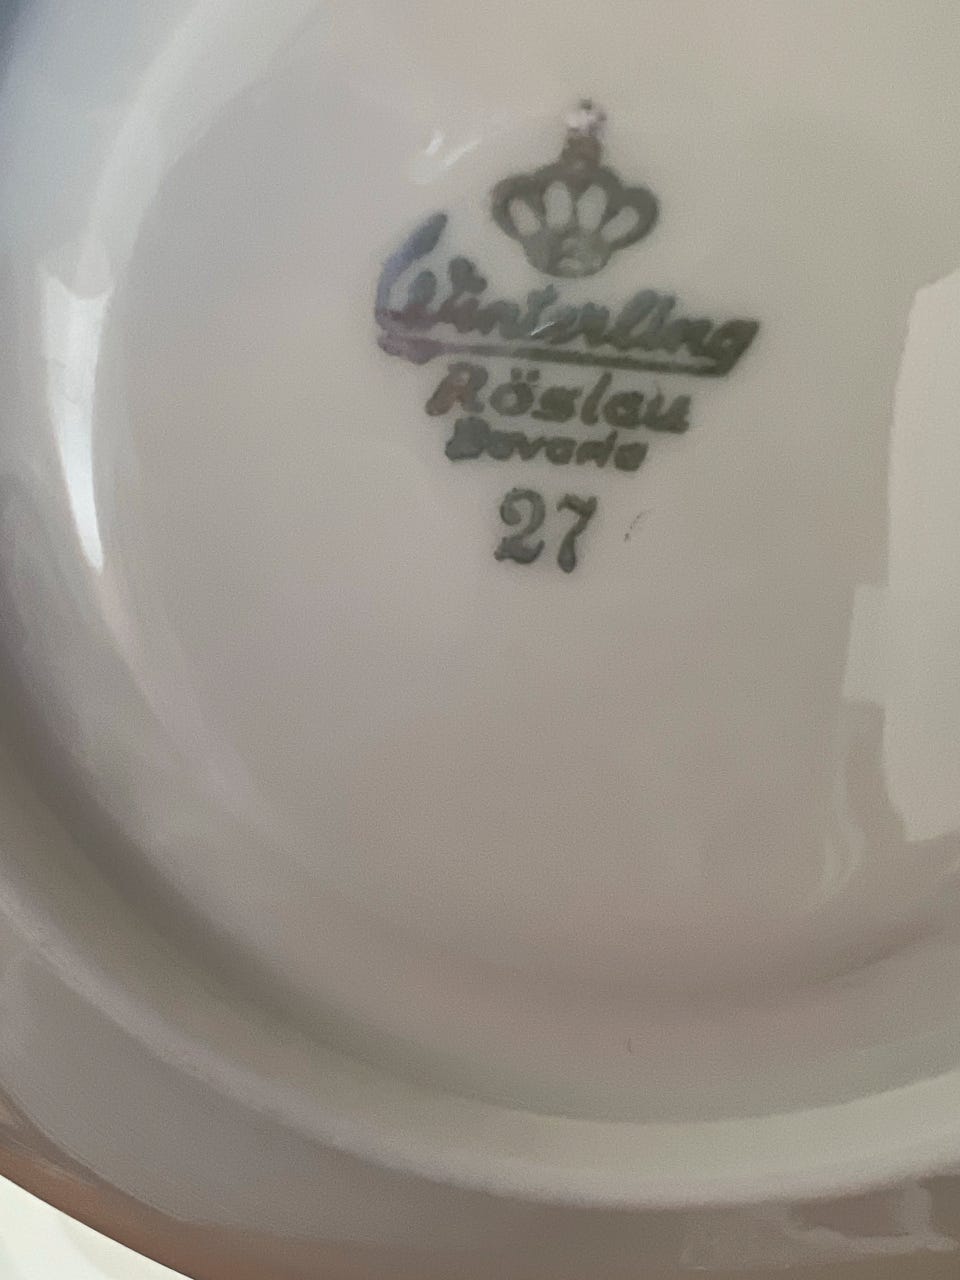 Winterling
Röslau
Bavaria
27